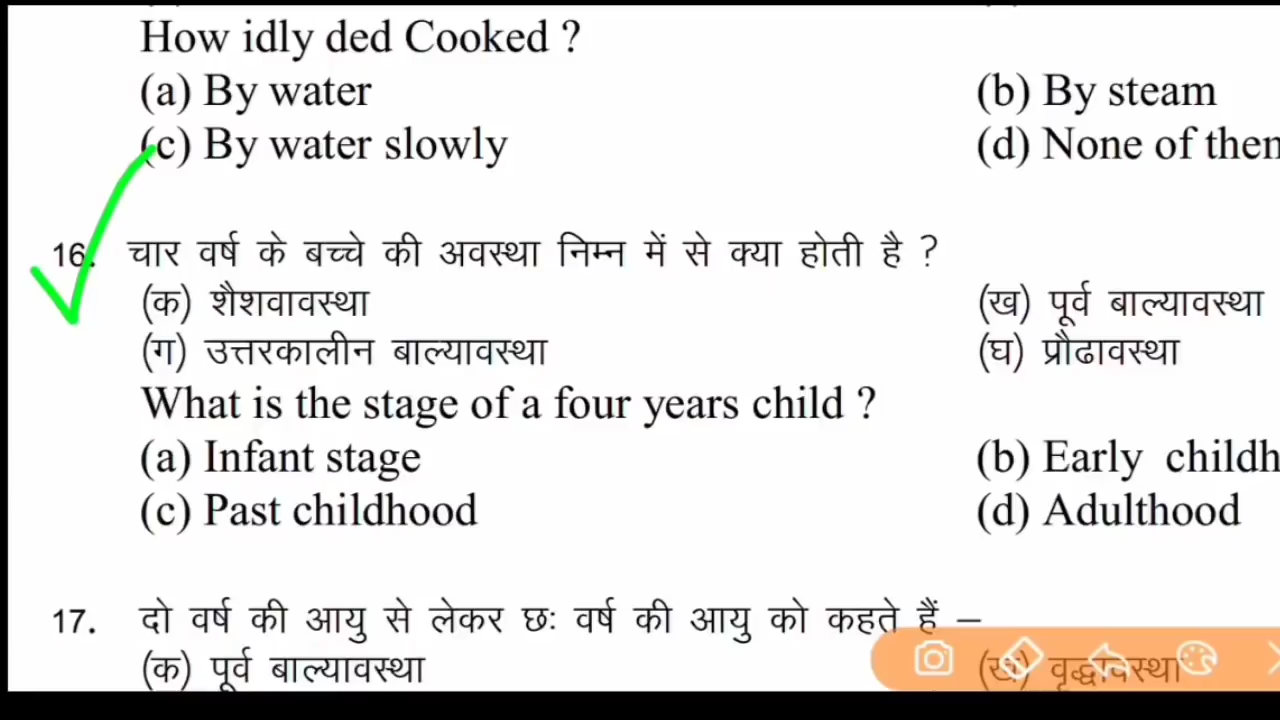 How idly ded Cooked ?
(a) By water (b) By steam
(c) By water slowly (d) None of them
16. चार वर्ष के बच्चे की अवस्था निम्न में से क्या होती है ?
(क) शैशवावस्था (ख) पूर्व बाल्यावस्था
(ग) उत्तरकालीन बाल्यावस्था (घ) प्रौढावस्था
What is the stage of a four years child ?
(a) Infant stage (b) Early childh
(c) Past childhood (d) Adulthood
17. दो वर्ष की आयु से लेकर छः वर्ष की आयु को कहते हैं –
(क) पूर्व बाल्यावस्था (ख) वृद्धावस्था